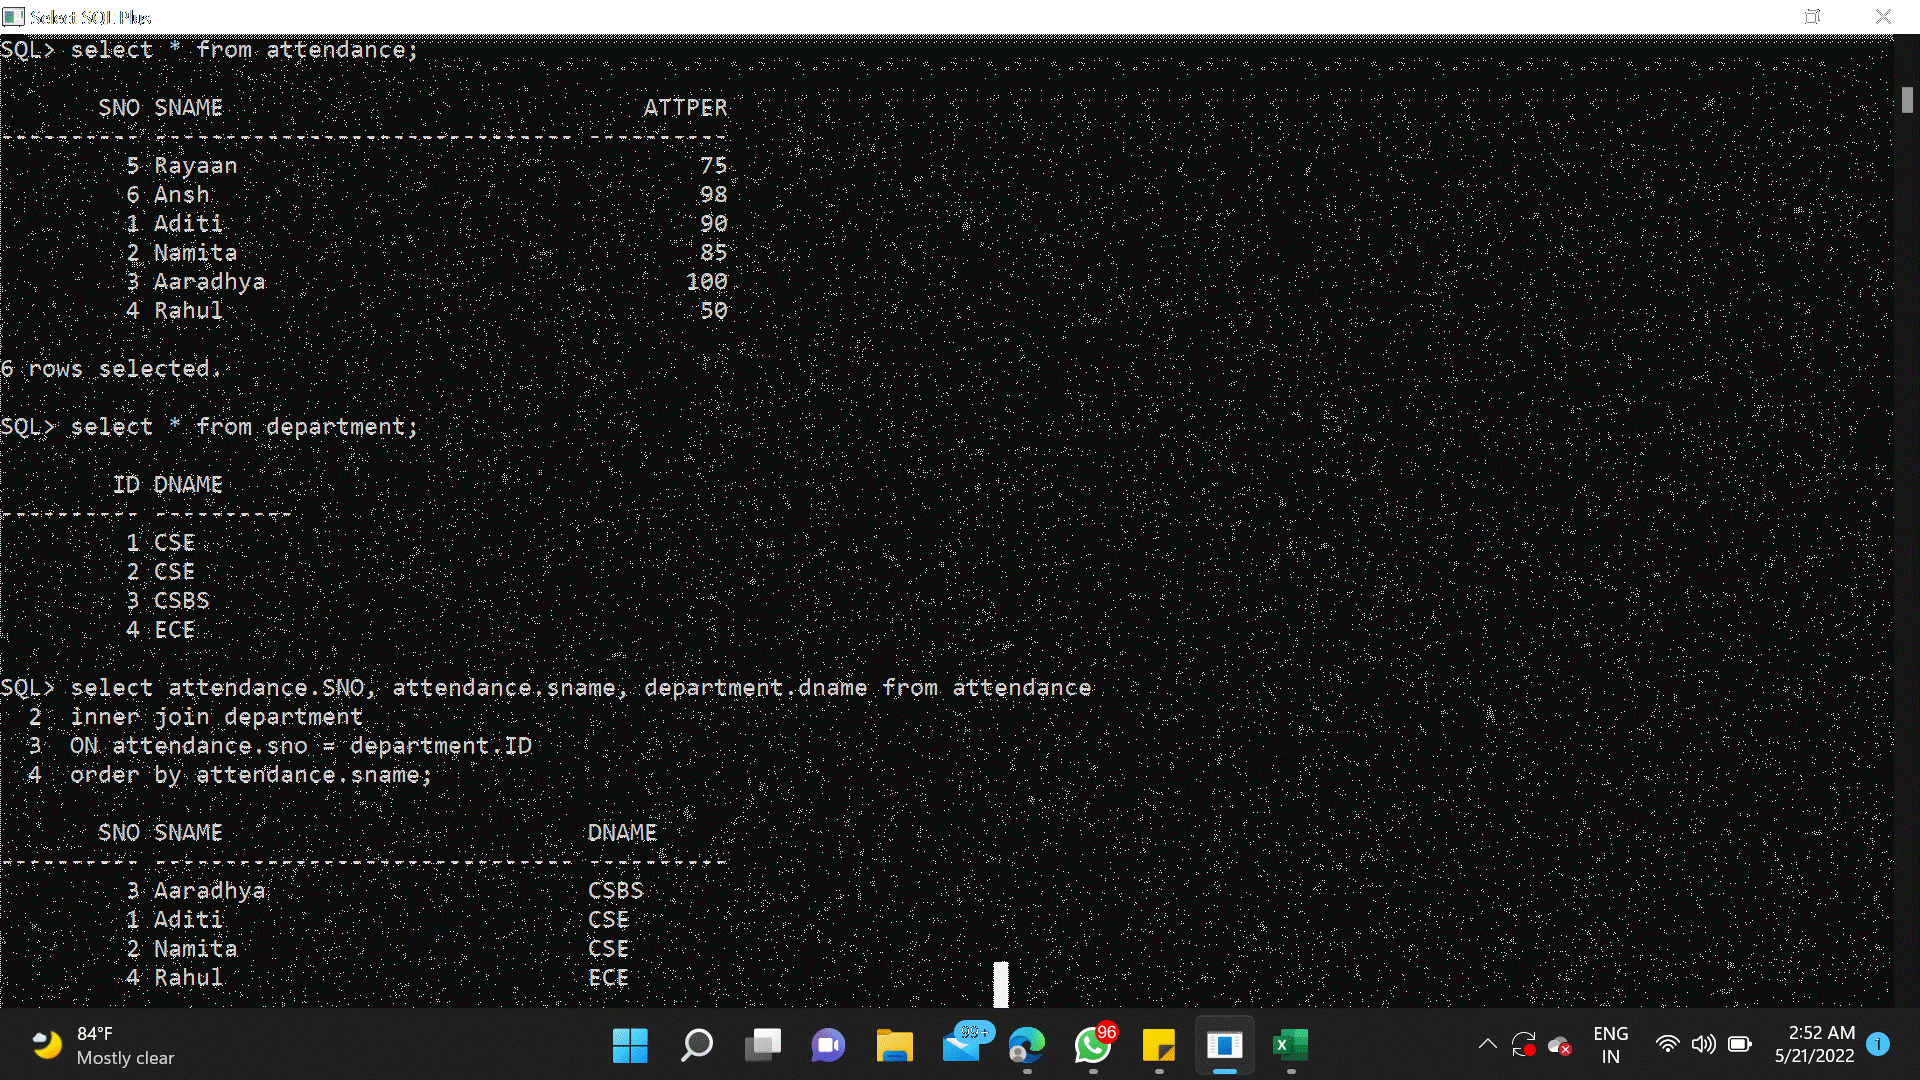 Select SQL Plus
SQL> select * from attendance;
SNO SNAME ATTPER
---------- ------------------------------ ----------
5 Rayaan 75
6 Ansh 98
1 Aditi 90
2 Namita 85
3 Aaradhya 100
4 Rahul 50
6 rows selected.
SQL> select * from department;
ID DNAME
---------- ----------
1 CSE
2 CSE
3 CSBS
4 ECE
SQL> select attendance.SNO, attendance.sname, department.dname from attendance
2 inner join department
3 ON attendance.sno = department.ID
4 order by attendance.sname;
SNO SNAME DNAME
---------- ------------------------------ ----------
3 Aaradhya CSBS
1 Aditi CSE
2 Namita CSE
4 Rahul ECE
84°F
Mostly clear
99+
96
ENG
IN
2:52 AM
5/21/2022
1